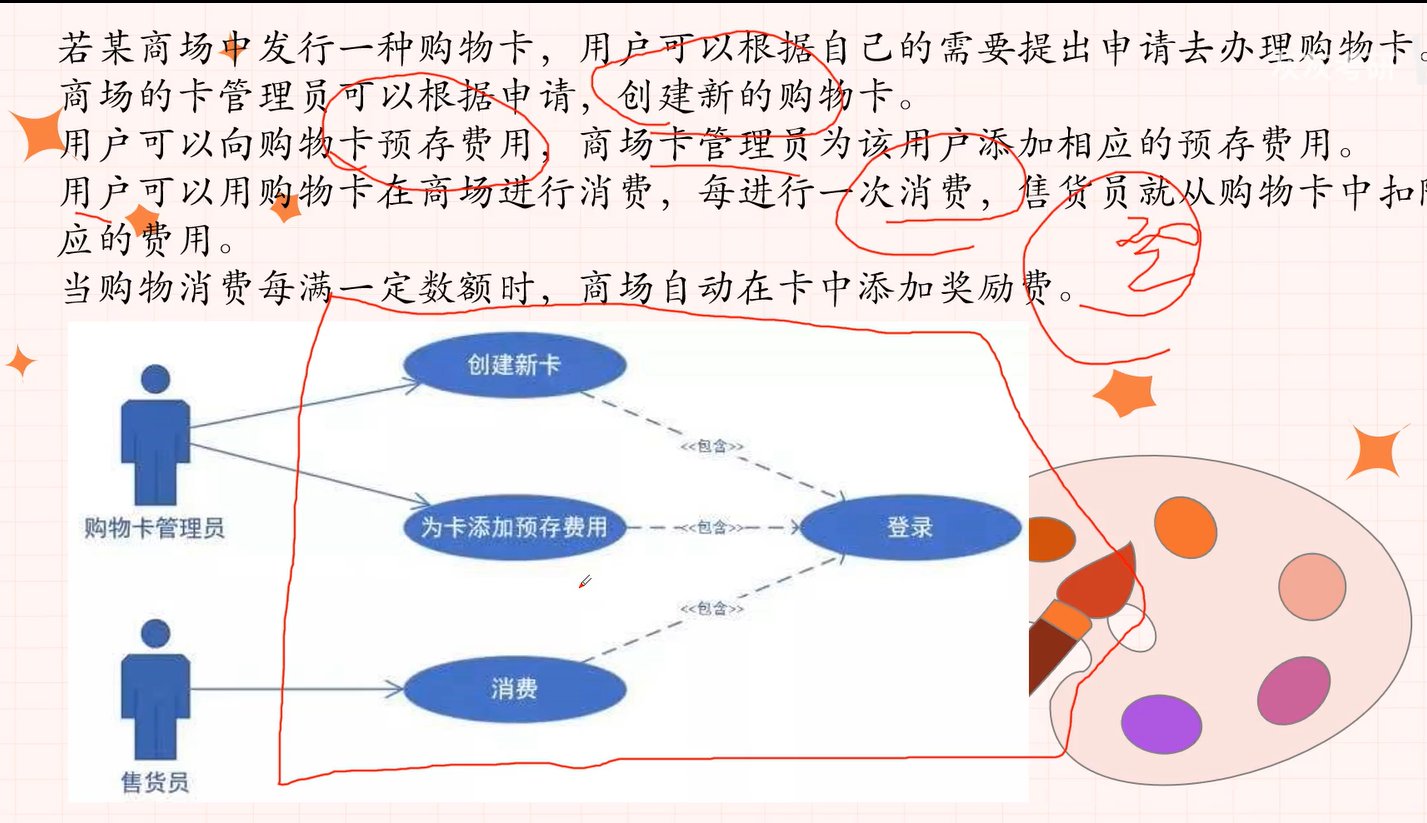 若某商场中发行一种购物卡，用户可以根据自己的需要提出申请去办理购物卡。
商场的卡管理员可以根据申请，创建新的购物卡。
用户可以向购物卡预存费用，商场卡管理员为该用户添加相应的预存费用。
用户可以用购物卡在商场进行消费，每进行一次消费，售货员就从购物卡中扣
应的费用。
当购物消费每满一定数额时，商场自动在卡中添加奖励费。
创建新卡
<<包含>>
购物卡管理员
为卡添加预存费用
<<包含>>
登录
<<包含>>
消费
售货员